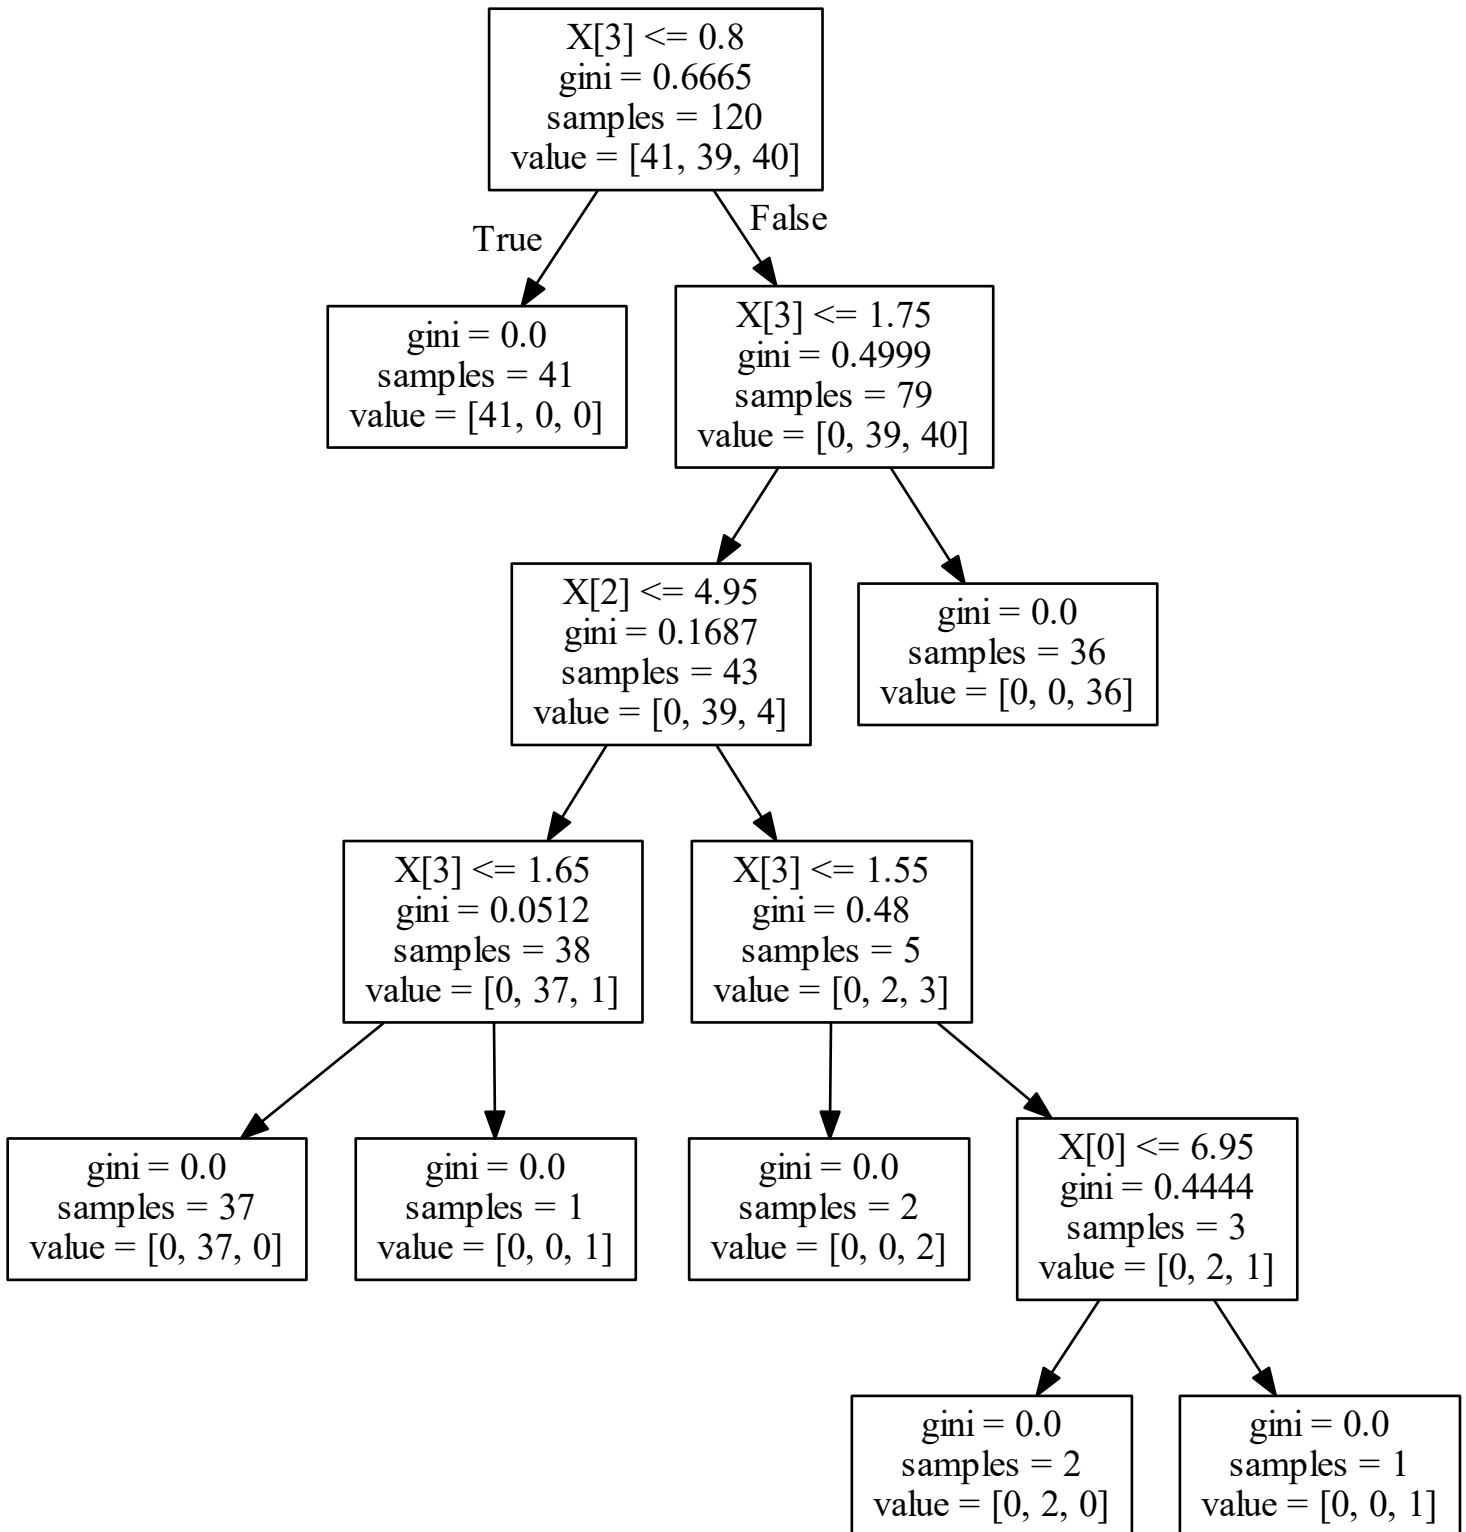 X[3] <= 0.8
gini = 0.6665
samples = 120
value = [41, 39, 40]
True
False
gini = 0.0
samples = 41
value = [41, 0, 0]
X[3] <= 1.75
gini = 0.4999
samples = 79
value = [0, 39, 40]
X[2] <= 4.95
gini = 0.1687
samples = 43
value = [0, 39, 4]
gini = 0.0
samples = 36
value = [0, 0, 36]
X[3] <= 1.65
gini = 0.0512
samples = 38
value = [0, 37, 1]
X[3] <= 1.55
gini = 0.48
samples = 5
value = [0, 2, 3]
gini = 0.0
samples = 37
value = [0, 37, 0]
gini = 0.0
samples = 1
value = [0, 0, 1]
gini = 0.0
samples = 2
value = [0, 0, 2]
X[0] <= 6.95
gini = 0.4444
samples = 3
value = [0, 2, 1]
gini = 0.0
samples = 2
value = [0, 2, 0]
gini = 0.0
samples = 1
value = [0, 0, 1]